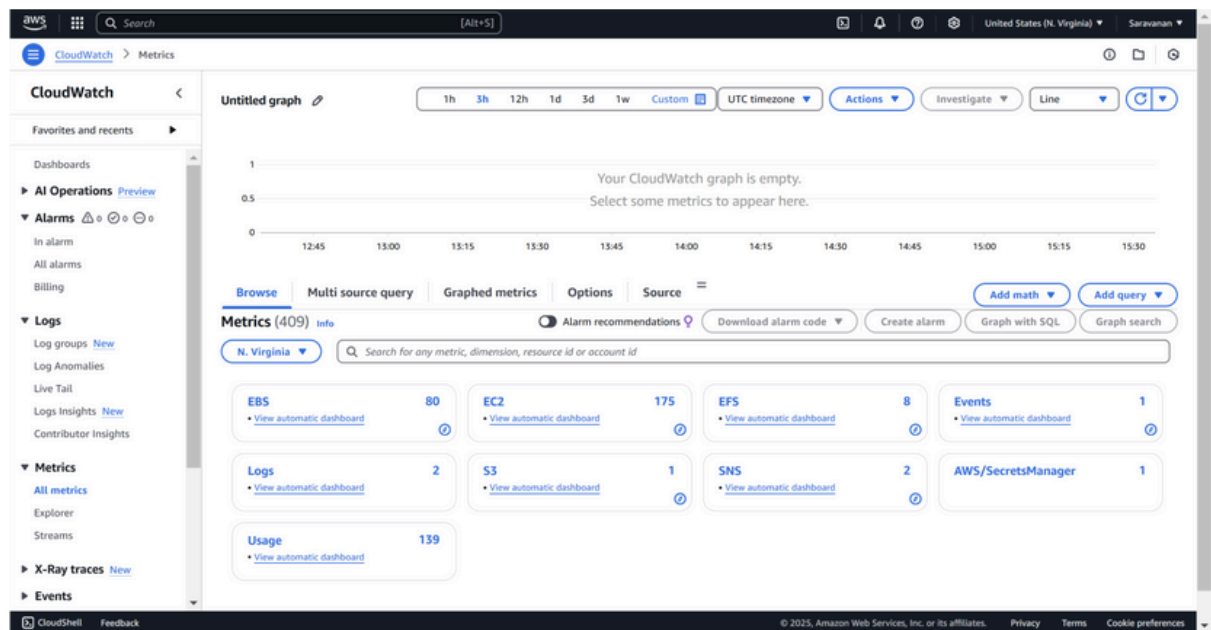 aws Search [Alt+S] United States (N. Virginia) Saravanan
CloudWatch > Metrics
CloudWatch
Favorites and recents
Dashboards
AI Operations Preview
Alarms 0 0 0
In alarm
All alarms
Billing
Logs
Log groups New
Log Anomalies
Live Tail
Logs Insights New
Contributor Insights
Metrics
All metrics
Explorer
Streams
X-Ray traces New
Events
Untitled graph 1h 3h 12h 1d 3d 1w Custom UTC timezone Actions Investigate Line
1
Your CloudWatch graph is empty.
0.5
Select some metrics to appear here.
0
12:45 13:00 13:15 13:30 13:45 14:00 14:15 14:30 14:45 15:00 15:15 15:30
Browse Multi source query Graphed metrics Options Source Add math Add query
Metrics (409) Info Alarm recommendations Download alarm code Create alarm Graph with SQL Graph search
N. Virginia Search for any metric, dimension, resource id or account id
EBS 80 EC2 175 EFS 8 Events 1
• View automatic dashboard • View automatic dashboard • View automatic dashboard • View automatic dashboard
Logs 2 S3 1 SNS 2 AWS/SecretsManager 1
• View automatic dashboard • View automatic dashboard • View automatic dashboard
Usage 139
• View automatic dashboard
CloudShell Feedback © 2025, Amazon Web Services, Inc. or its affiliates. Privacy Terms Cookie preferences